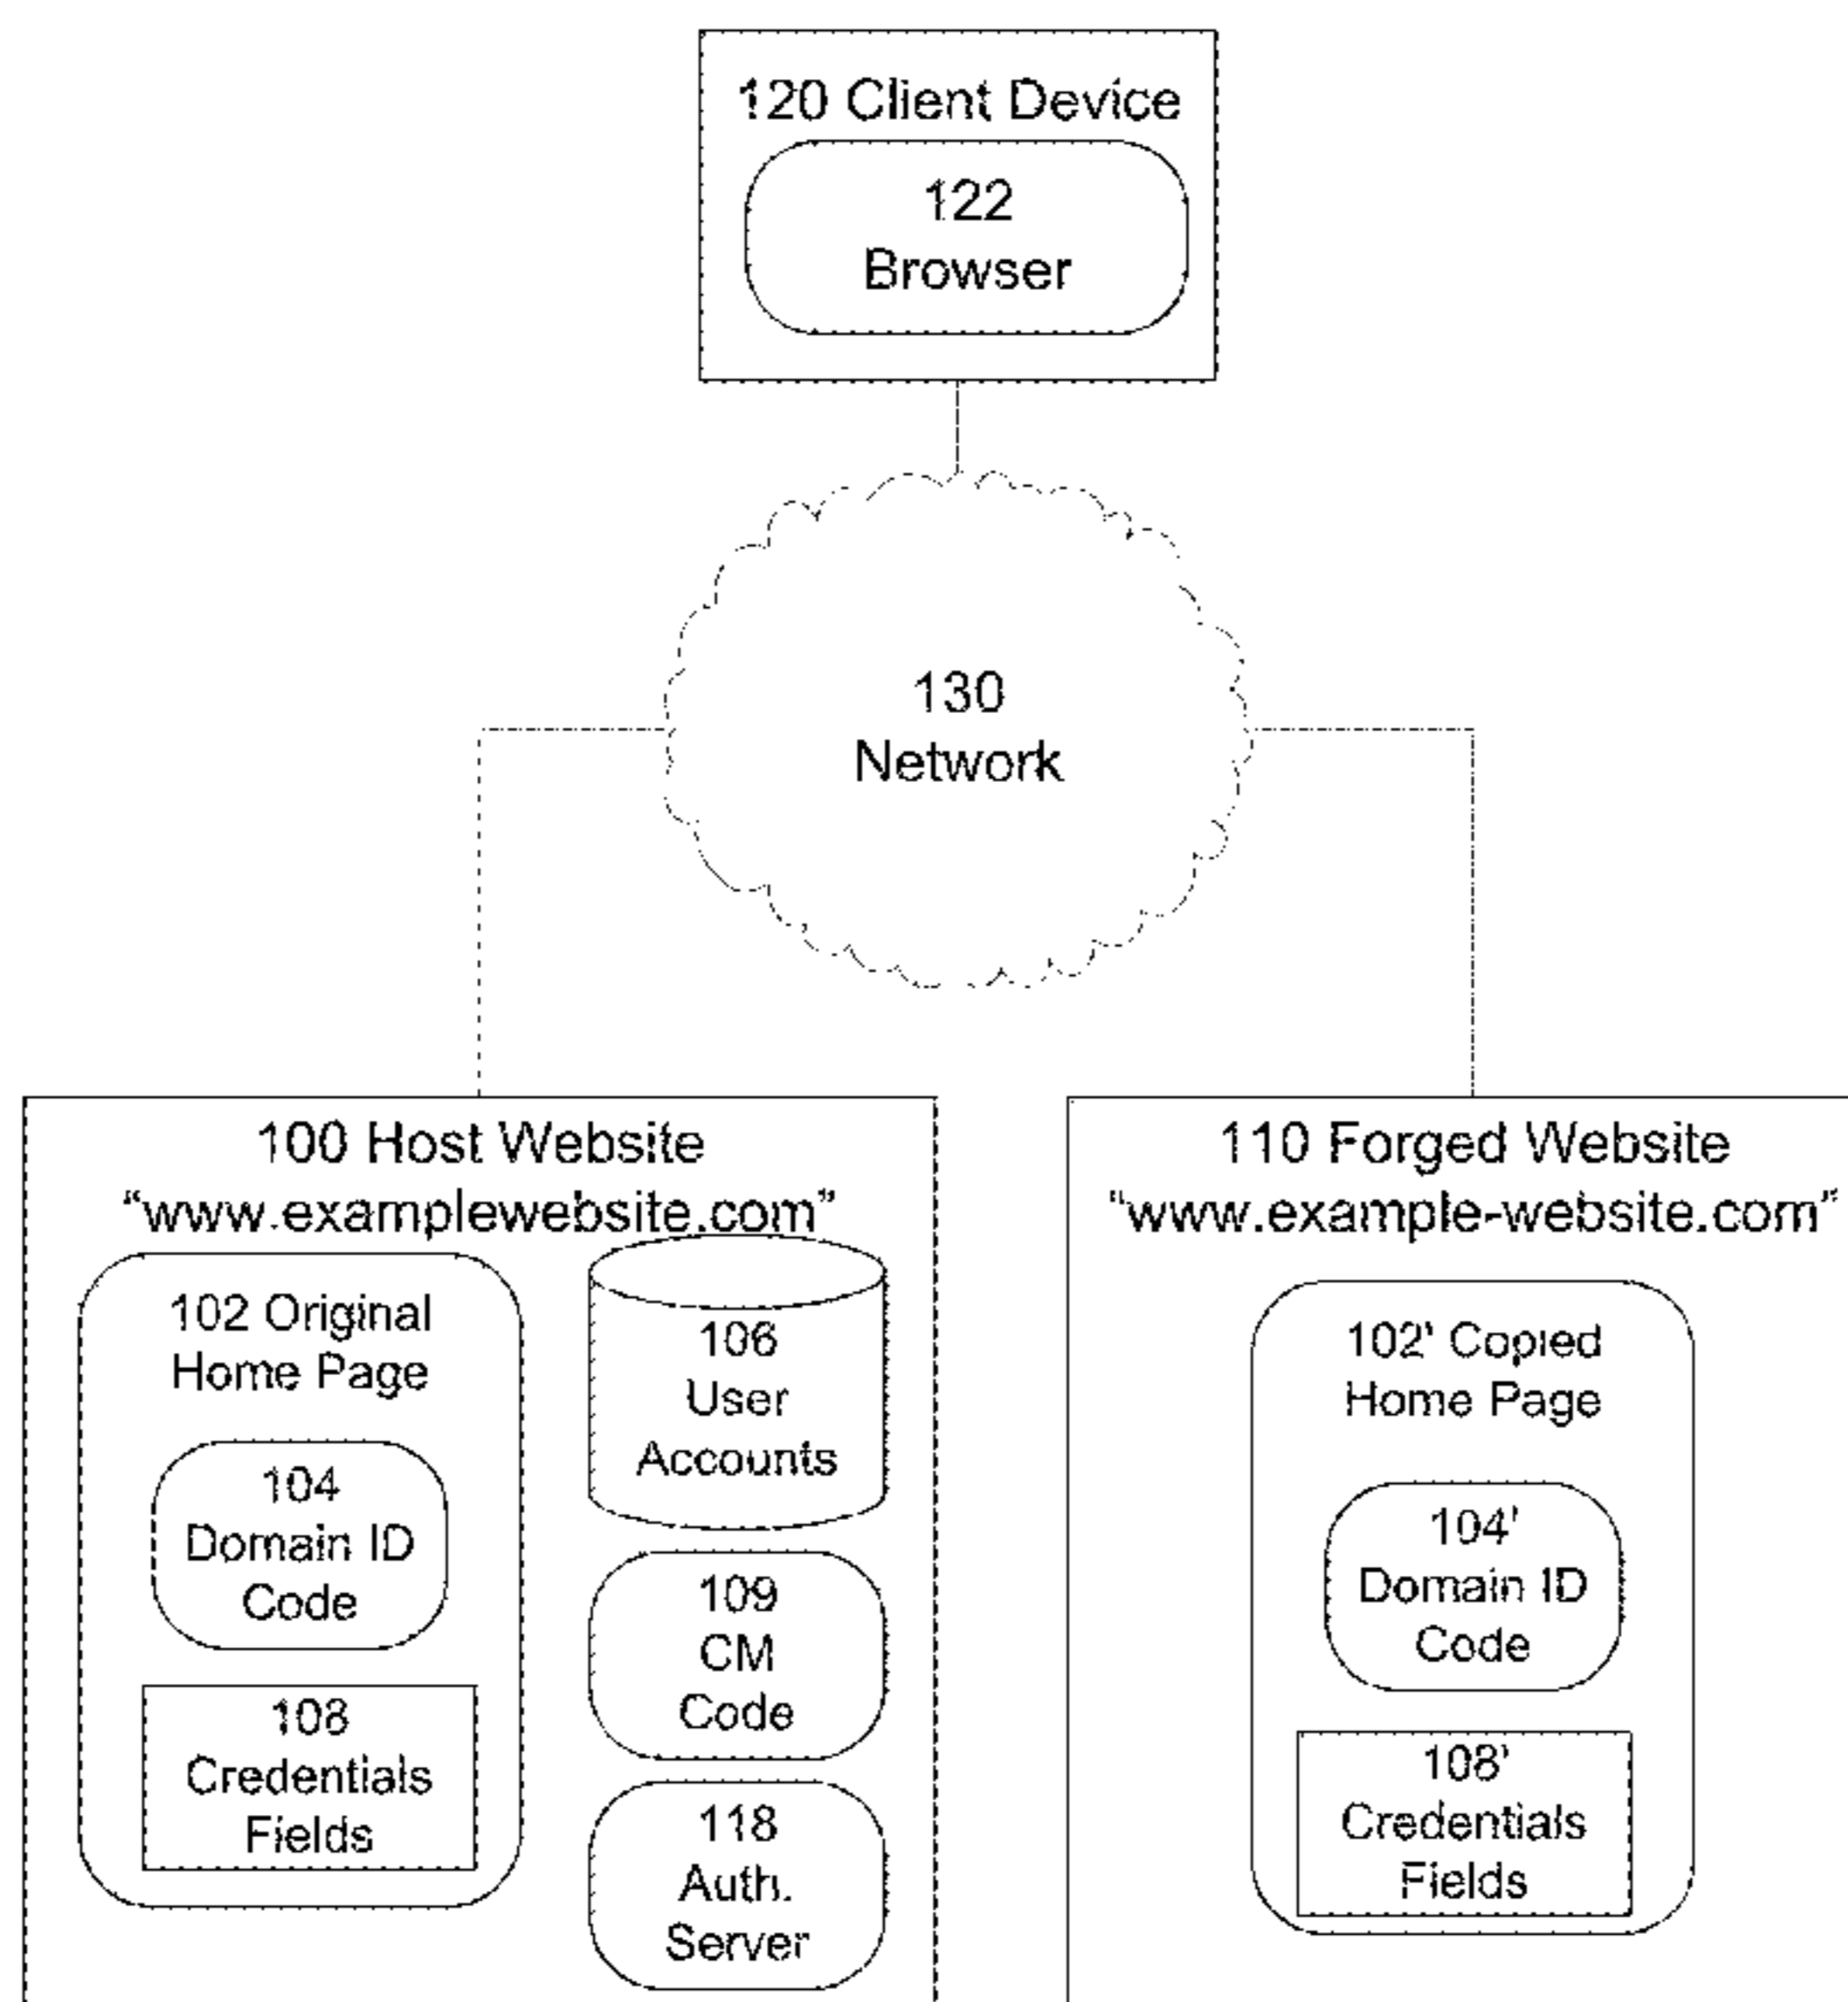 120 Client Device
122
Browser
130
Network
100 Host Website
“www.examplewebsite.com”
102 Original
Home Page
104
Domain ID
Code
108
Credentials
Fields
106
User
Accounts
109
CM
Code
118
Auth.
Server
110 Forged Website
“www.example-website.com”
102' Copied
Home Page
104'
Domain ID
Code
108'
Credentials
Fields